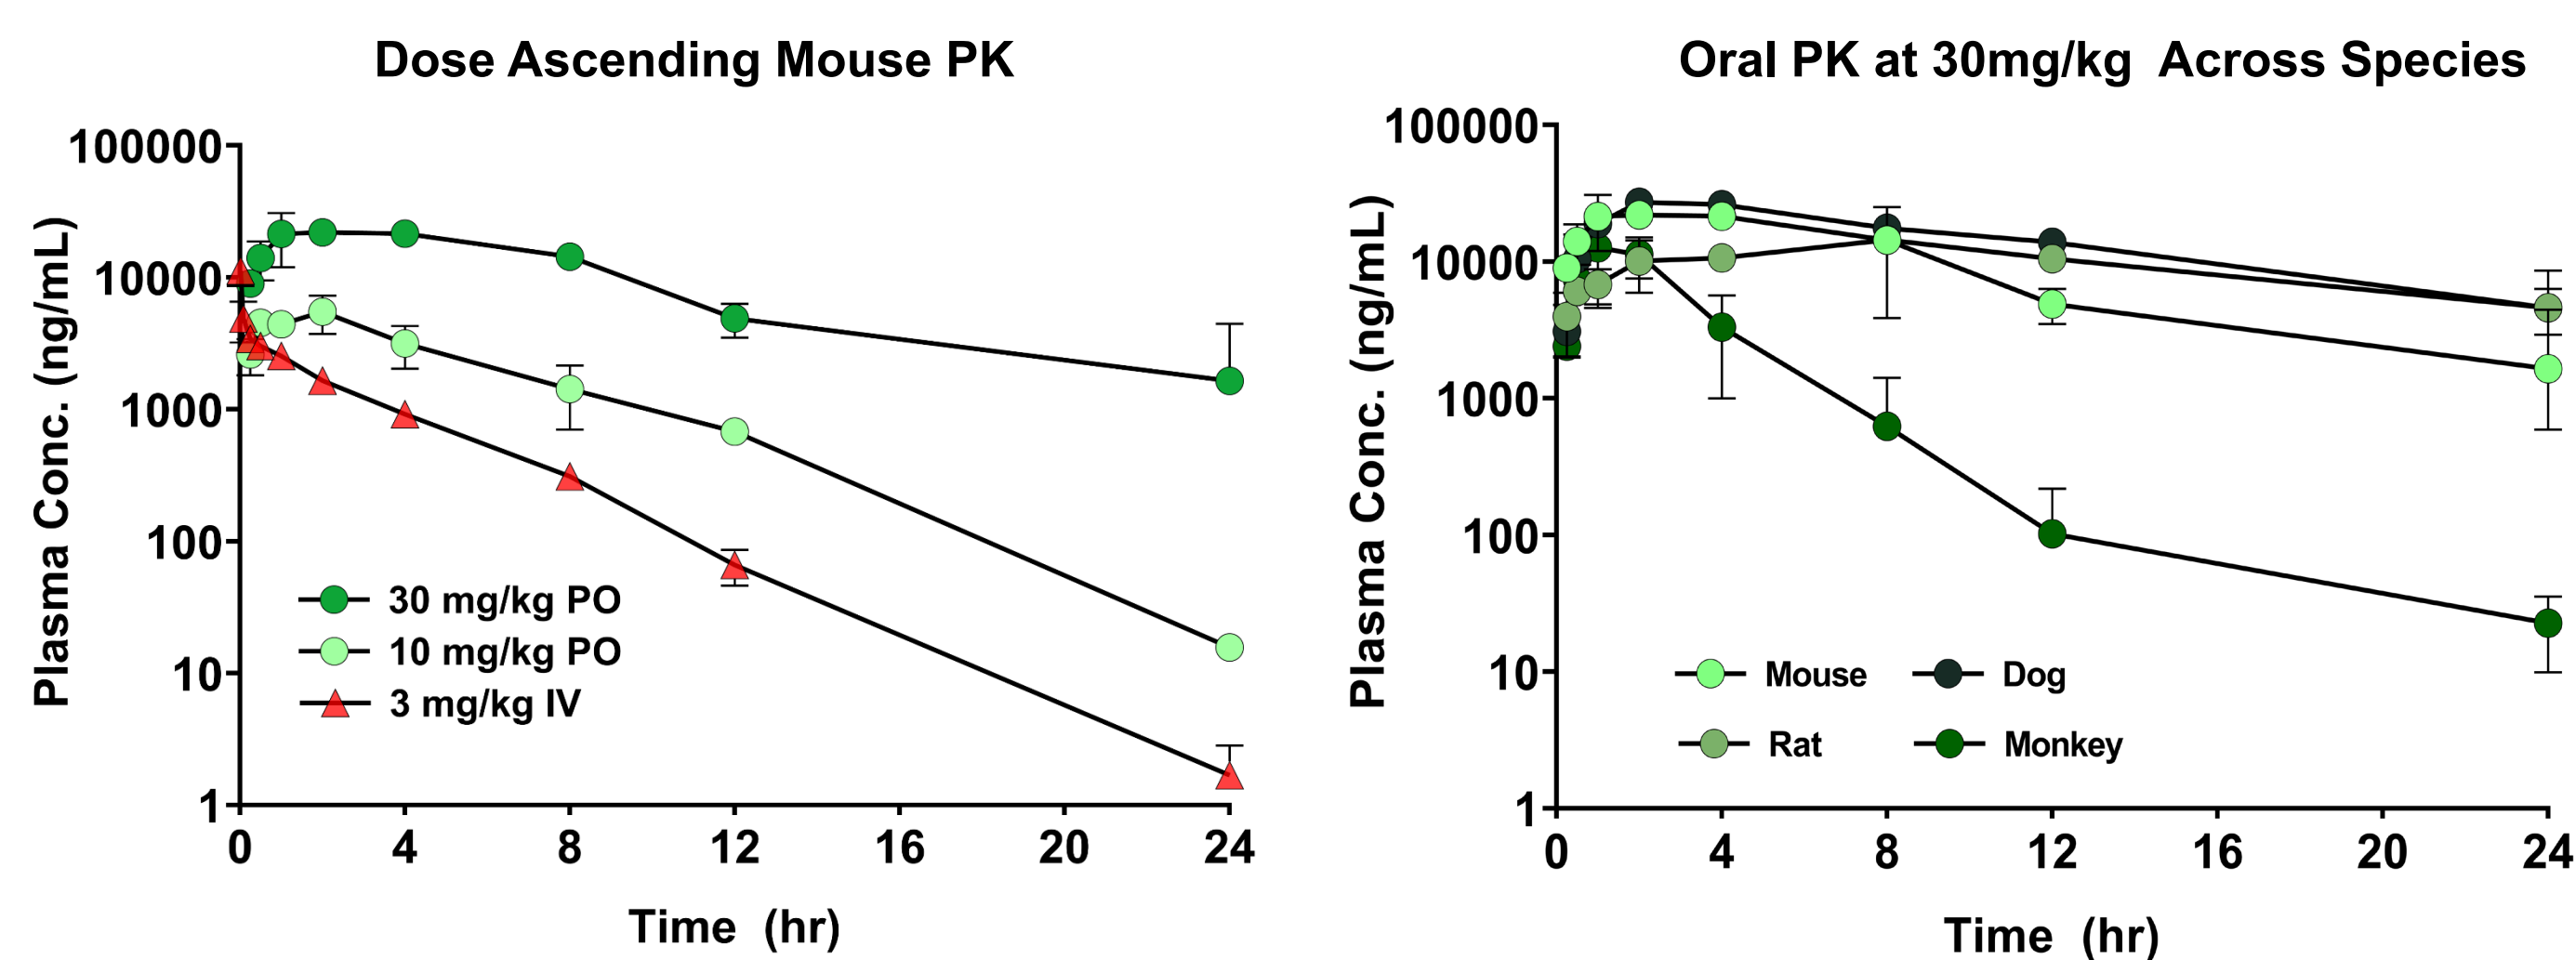 Dose Ascending Mouse PK
Plasma Conc. (ng/mL)
100000
10000
1000
100
10
1
0 4 8 12 16 20 24
Time (hr)
30 mg/kg PO
10 mg/kg PO
3 mg/kg IV
Oral PK at 30mg/kg Across Species
Plasma Conc. (ng/mL)
100000
10000
1000
100
10
1
0 4 8 12 16 20 24
Time (hr)
Mouse Dog
Rat Monkey